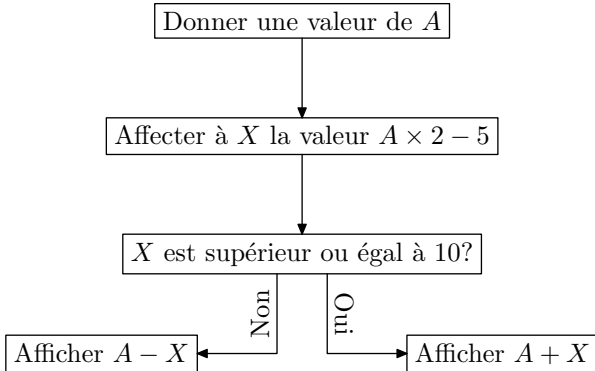 Donner une valeur de A
Affecter à X la valeur A × 2 − 5
X est supérieur ou égal à 10?
Non
Oui
Afficher A − X
Afficher A + X